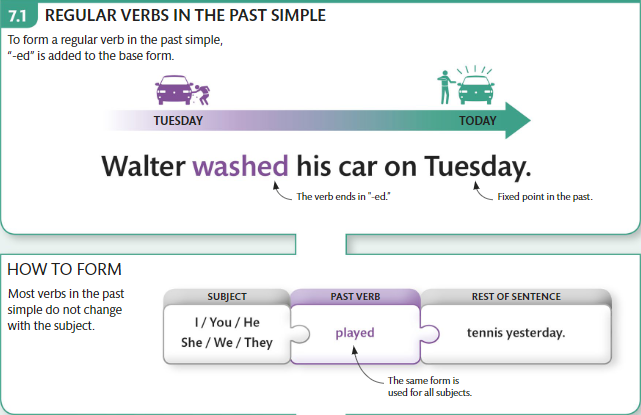 7.1 REGULAR VERBS IN THE PAST SIMPLE
To form a regular verb in the past simple,
“-ed” is added to the base form.
TUESDAY TODAY
Walter washed his car on Tuesday.
The verb ends in “-ed.” Fixed point in the past.
HOW TO FORM
Most verbs in the past
simple do not change
with the subject.
SUBJECT PAST VERB REST OF SENTENCE
I / You / He
She / We / They
played tennis yesterday.
The same form is
used for all subjects.